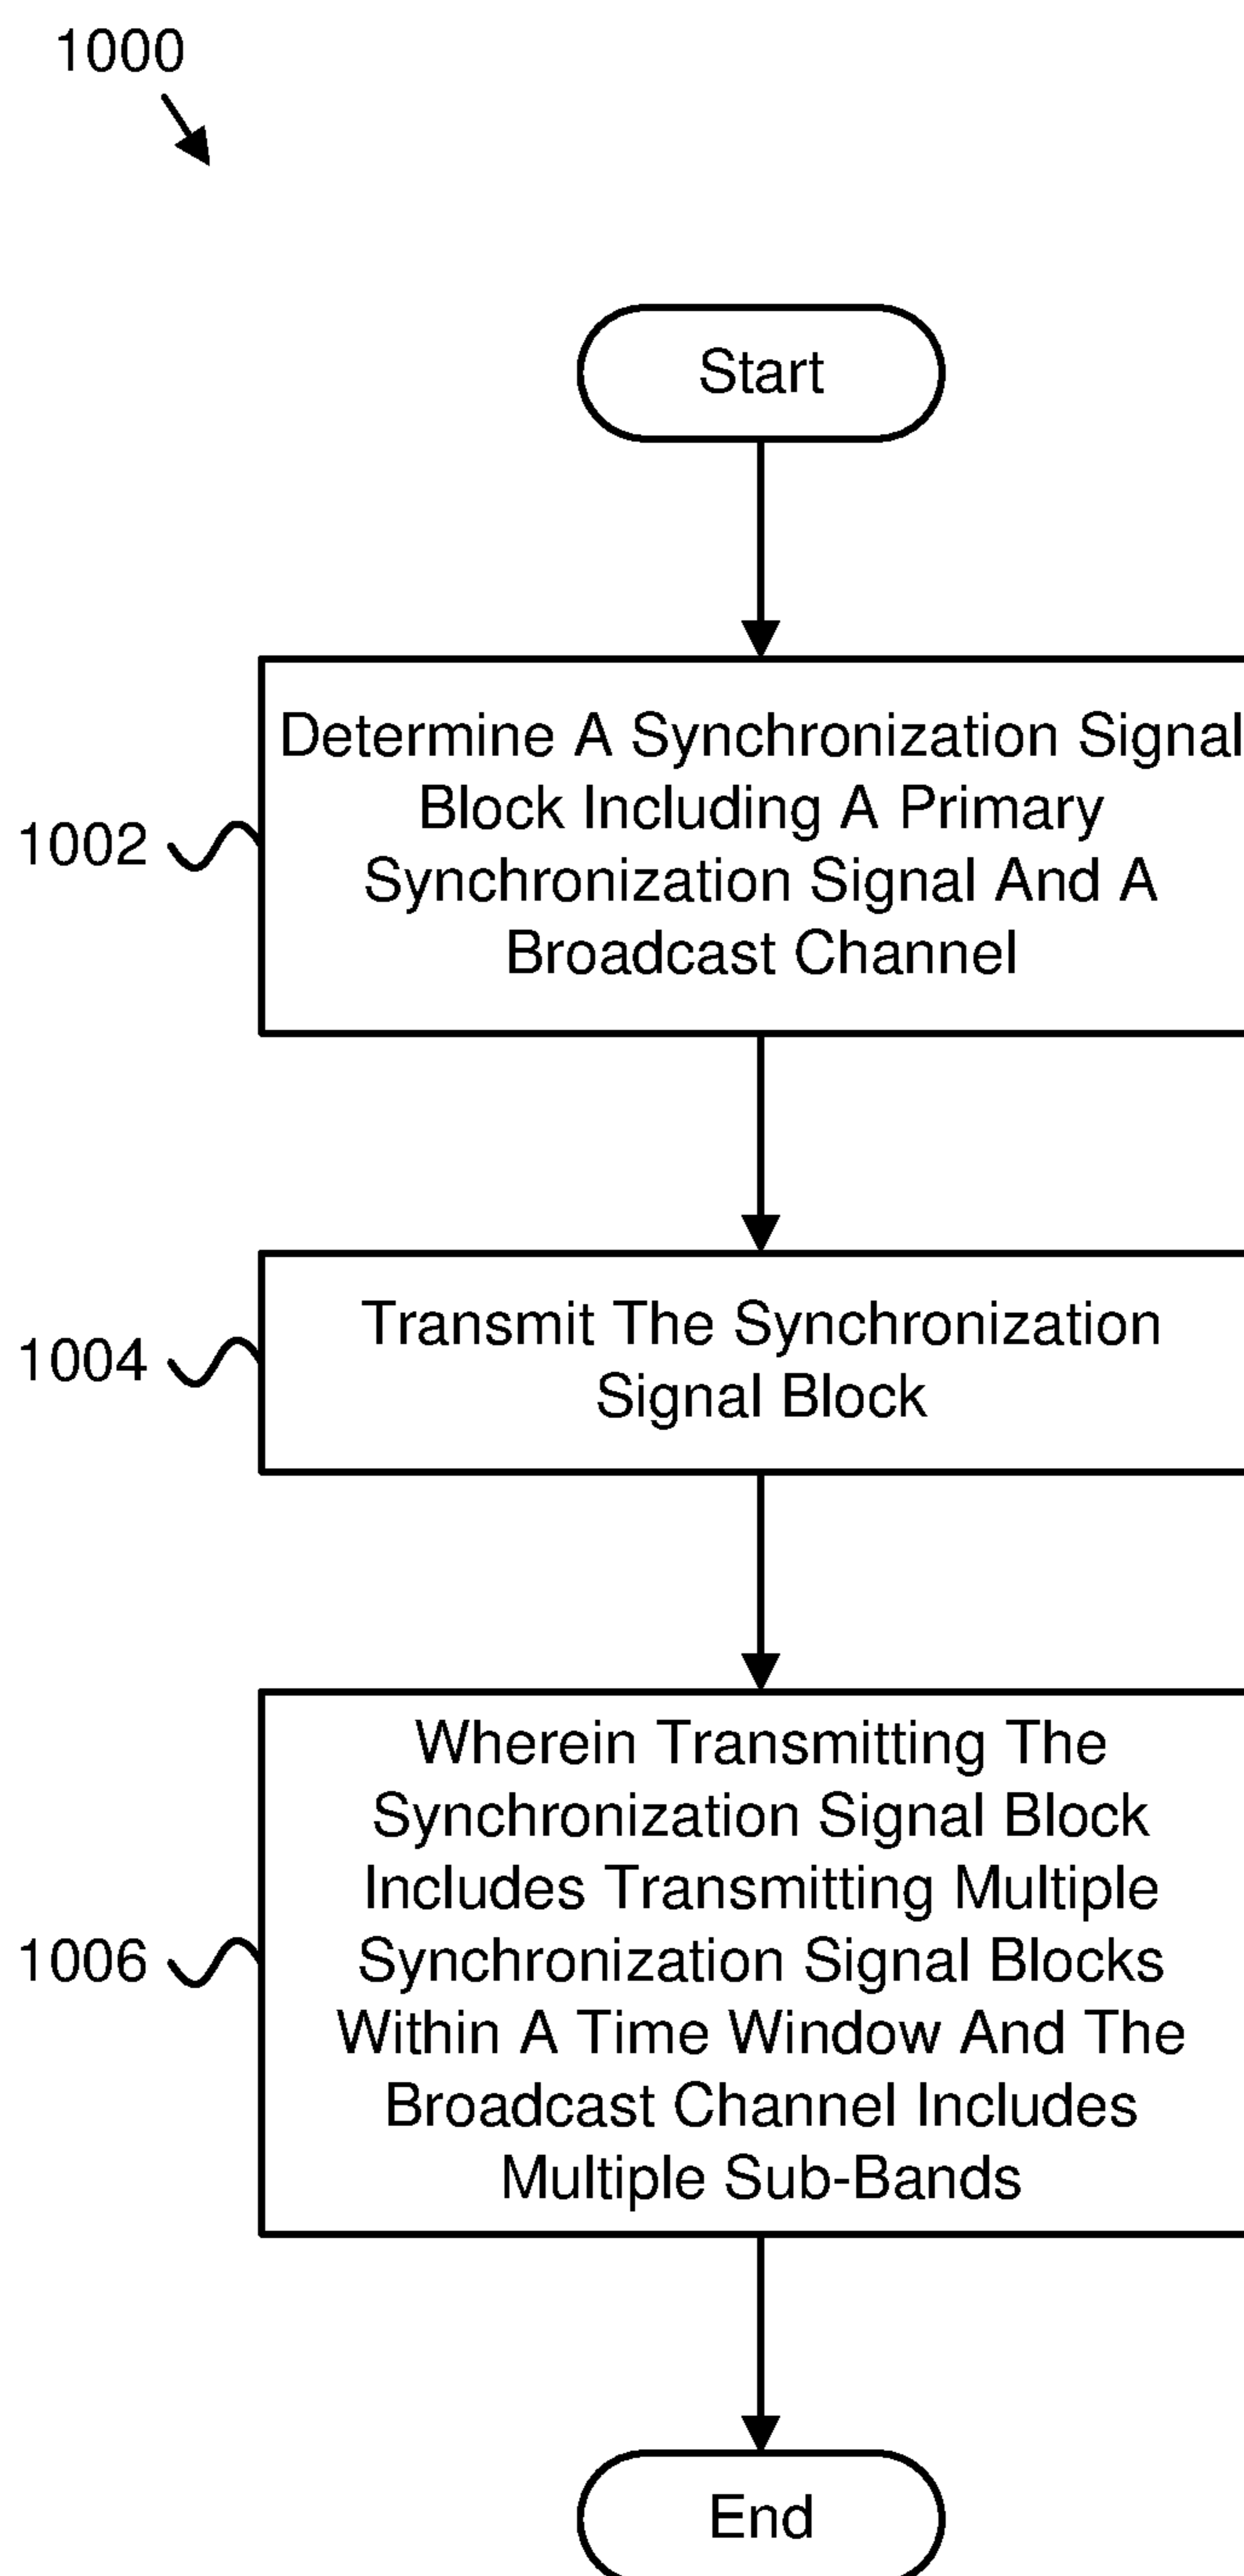 1000
Start
1002
Determine A Synchronization Signal
Block Including A Primary
Synchronization Signal And A
Broadcast Channel
1004
Transmit The Synchronization
Signal Block
1006
Wherein Transmitting The
Synchronization Signal Block
Includes Transmitting Multiple
Synchronization Signal Blocks
Within A Time Window And The
Broadcast Channel Includes
Multiple Sub-Bands
End